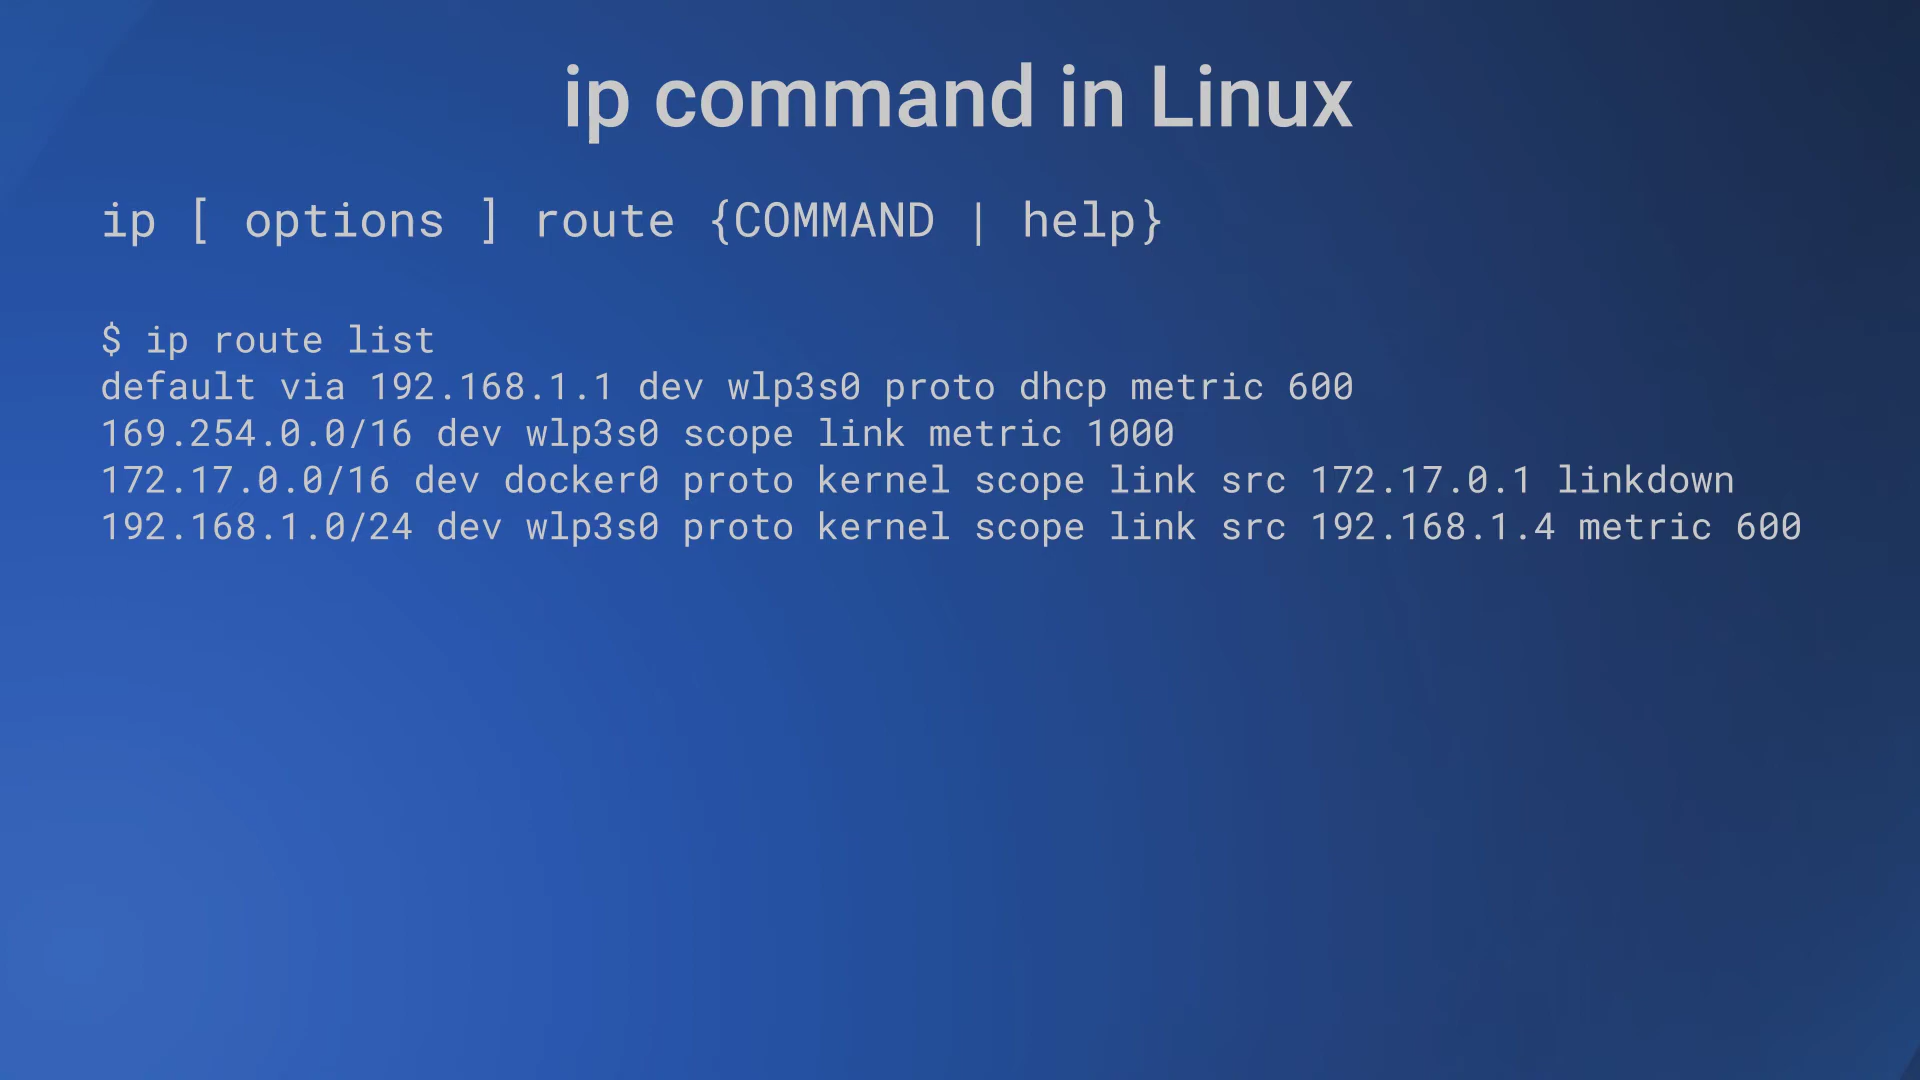 ip command in Linux
ip [ options ] route {COMMAND | help}
$ ip route list
default via 192.168.1.1 dev wlp3s0 proto dhcp metric 600
169.254.0.0/16 dev wlp3s0 scope link metric 1000
172.17.0.0/16 dev docker0 proto kernel scope link src 172.17.0.1 linkdown
192.168.1.0/24 dev wlp3s0 proto kernel scope link src 192.168.1.4 metric 600